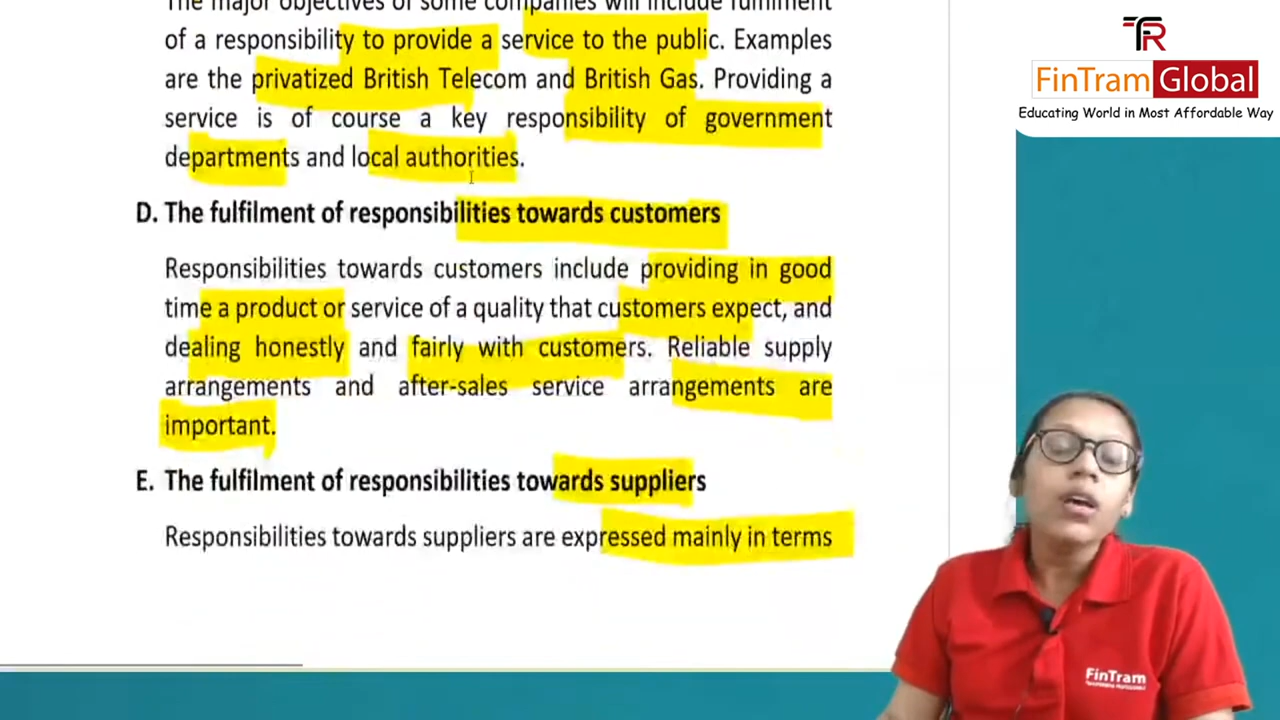 The major objectives of some companies will include fulfilment
of a responsibility to provide a service to the public. Examples
are the privatized British Telecom and British Gas. Providing a
service is of course a key responsibility of government
departments and local authorities.
D. The fulfilment of responsibilities towards customers
Responsibilities towards customers include providing in good
time a product or service of a quality that customers expect, and
dealing honestly and fairly with customers. Reliable supply
arrangements and after-sales service arrangements are
important.
E. The fulfilment of responsibilities towards suppliers
Responsibilities towards suppliers are expressed mainly in terms
TFR
FinTram Global
Educating World in Most Affordable Way
FinTram